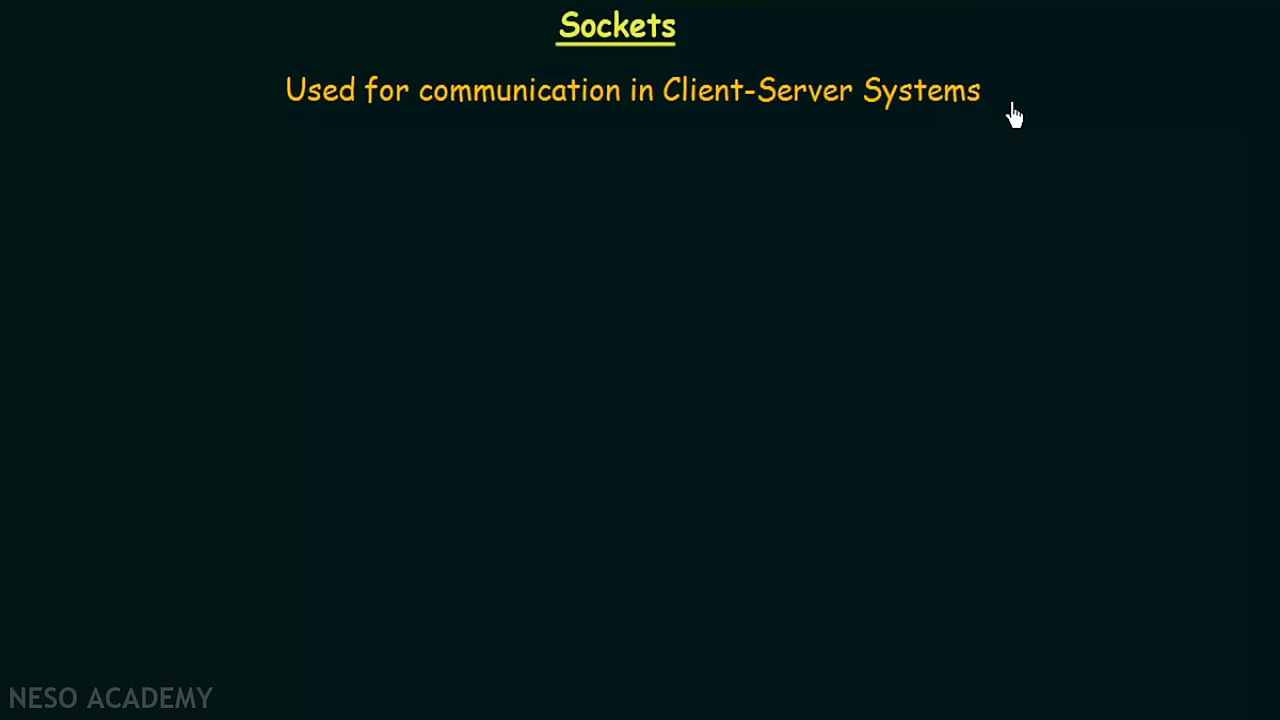 Sockets
Used for communication in Client-Server Systems
NESO ACADEMY